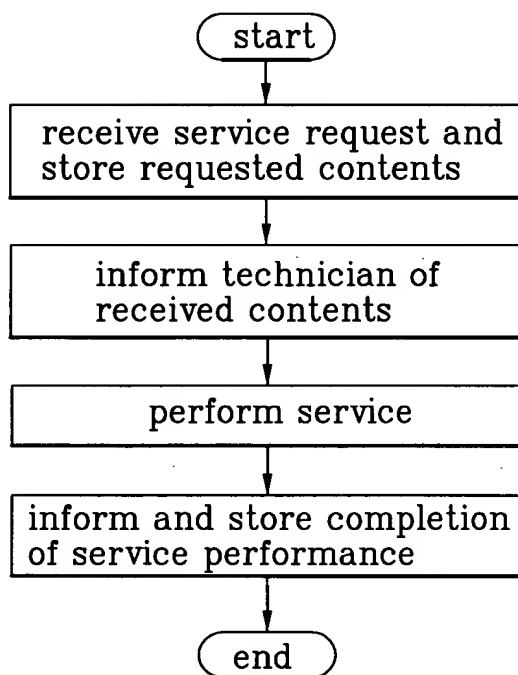 start
receive service request and
store requested contents
inform technician of
received contents
perform service
inform and store completion
of service performance
end